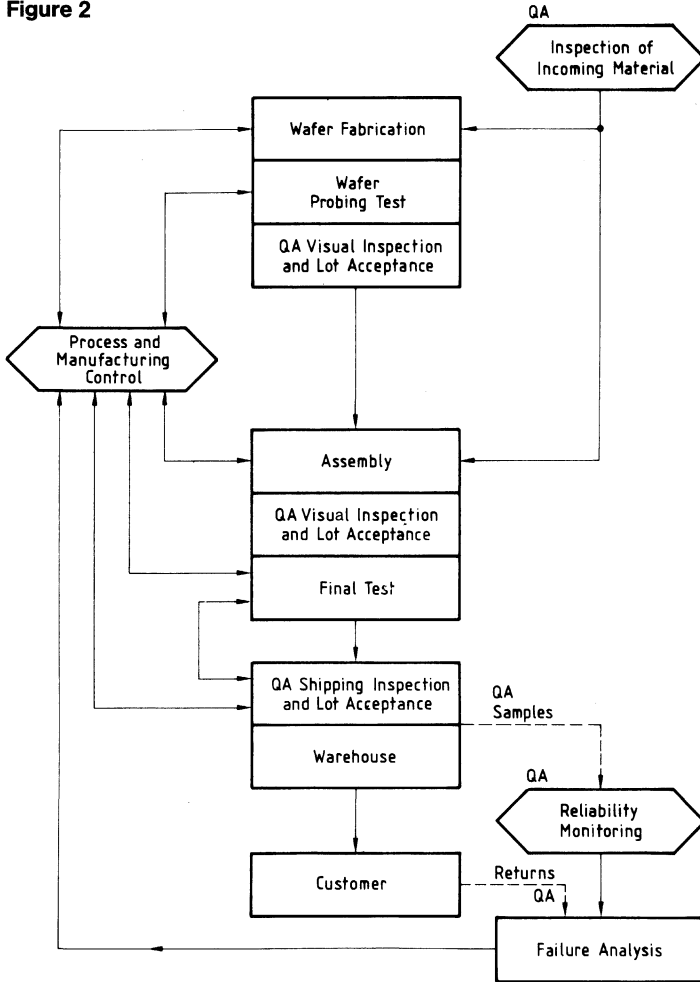 Figure 2
QA
Inspection of
Incoming Material
Wafer Fabrication
Wafer
Probing Test
QA Visual Inspection
and Lot Acceptance
Process and
Manufacturing
Control
Assembly
QA Visual Inspection
and Lot Acceptance
Final Test
QA Shipping Inspection
and Lot Acceptance
QA
Samples
Warehouse
QA
Reliability
Monitoring
Customer
Returns
QA
Failure Analysis